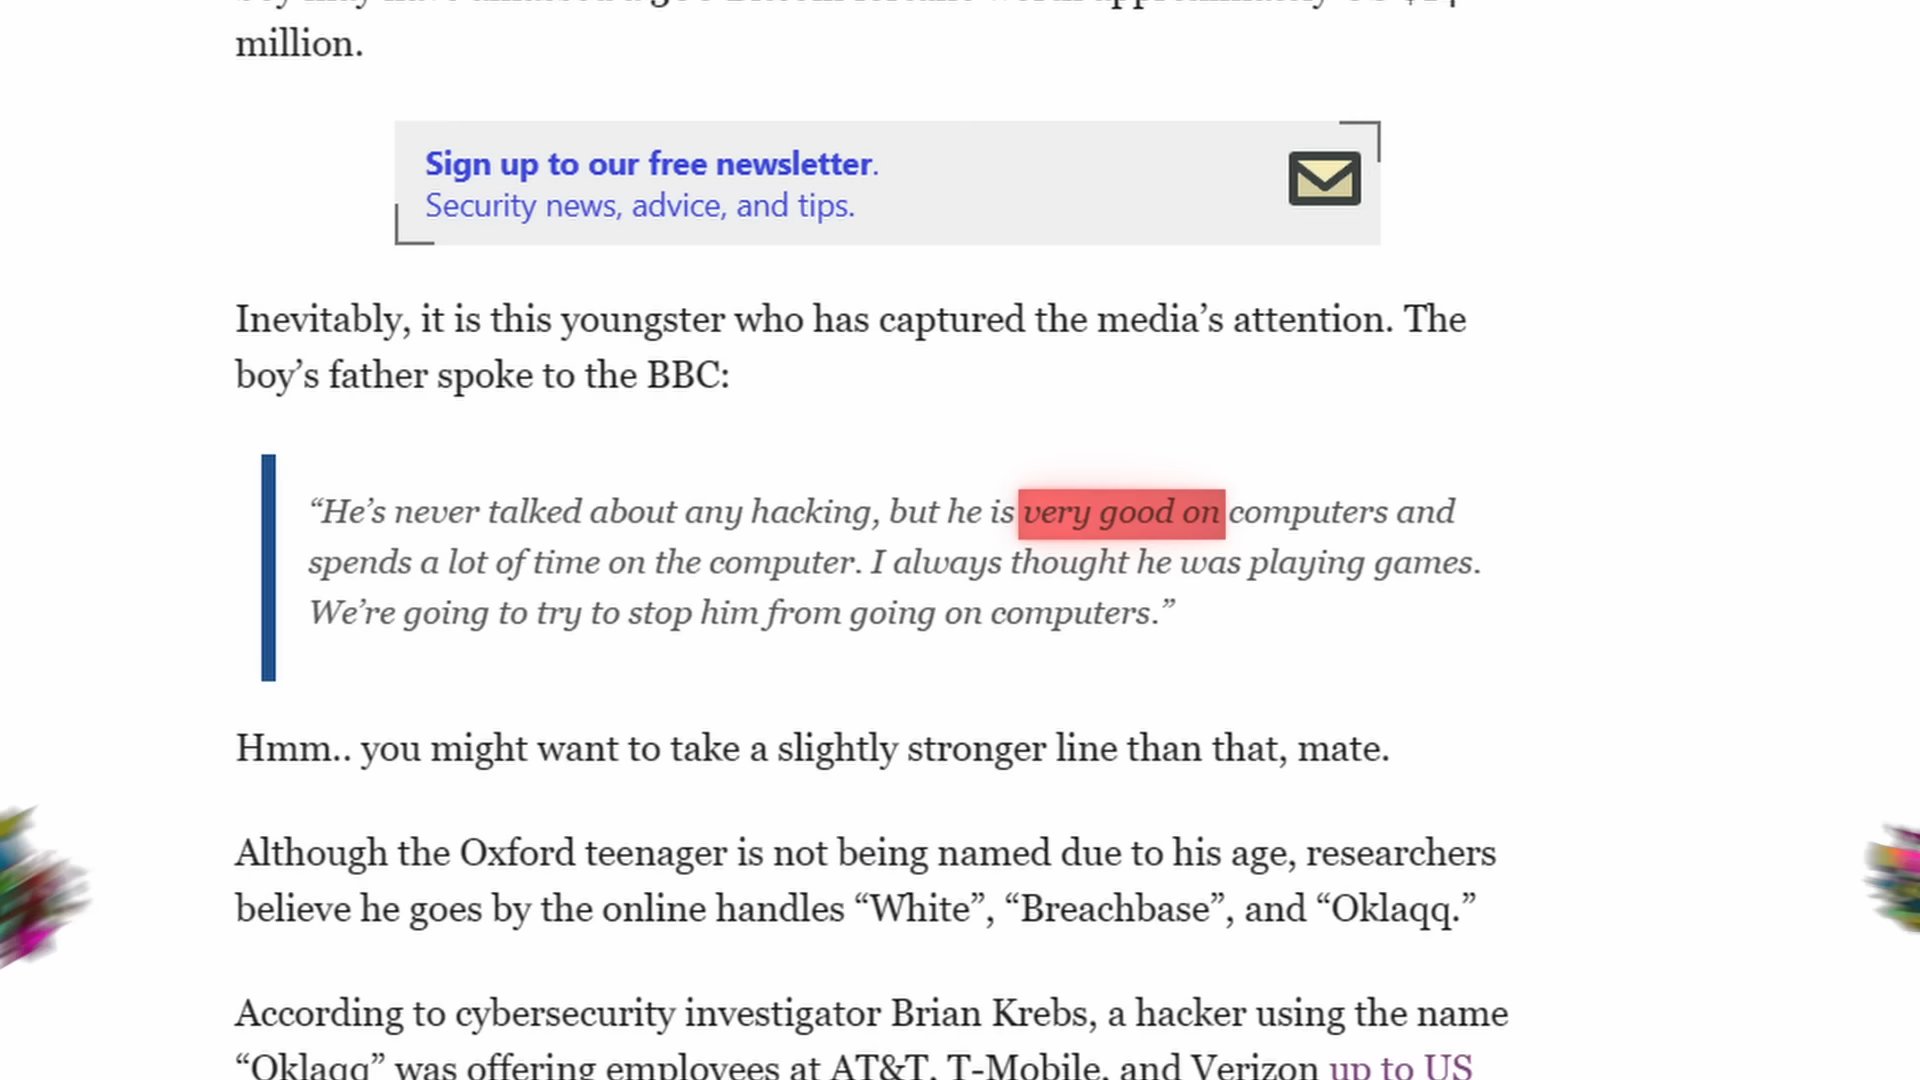 million.
Sign up to our free newsletter.
Security news, advice, and tips.
Inevitably, it is this youngster who has captured the media’s attention. The
boy’s father spoke to the BBC:
“He’s never talked about any hacking, but he is very good on computers and
spends a lot of time on the computer. I always thought he was playing games.
We’re going to try to stop him from going on computers.”
Hmm.. you might want to take a slightly stronger line than that, mate.
Although the Oxford teenager is not being named due to his age, researchers
believe he goes by the online handles “White”, “Breachbase”, and “Oklaqq.”
According to cybersecurity investigator Brian Krebs, a hacker using the name
“Oklaqq” was offering employees at AT&T, T-Mobile, and Verizon up to US